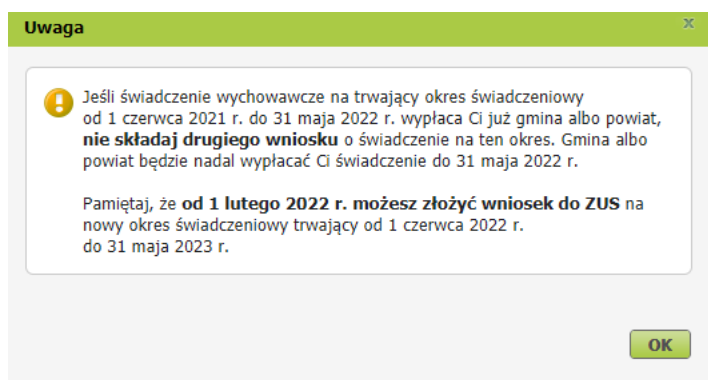 Uwaga
x
Jeśli świadczenie wychowawcze na trwający okres świadczeniowy
od 1 czerwca 2021 r. do 31 maja 2022 r. wypłaca Ci już gmina albo powiat,
nie składaj drugiego wniosku o świadczenie na ten okres. Gmina albo
powiat będzie nadal wypłacać Ci świadczenie do 31 maja 2022 r.
Pamiętaj, że od 1 lutego 2022 r. możesz złożyć wniosek do ZUS na
nowy okres świadczeniowy trwający od 1 czerwca 2022 r.
do 31 maja 2023 r.
OK